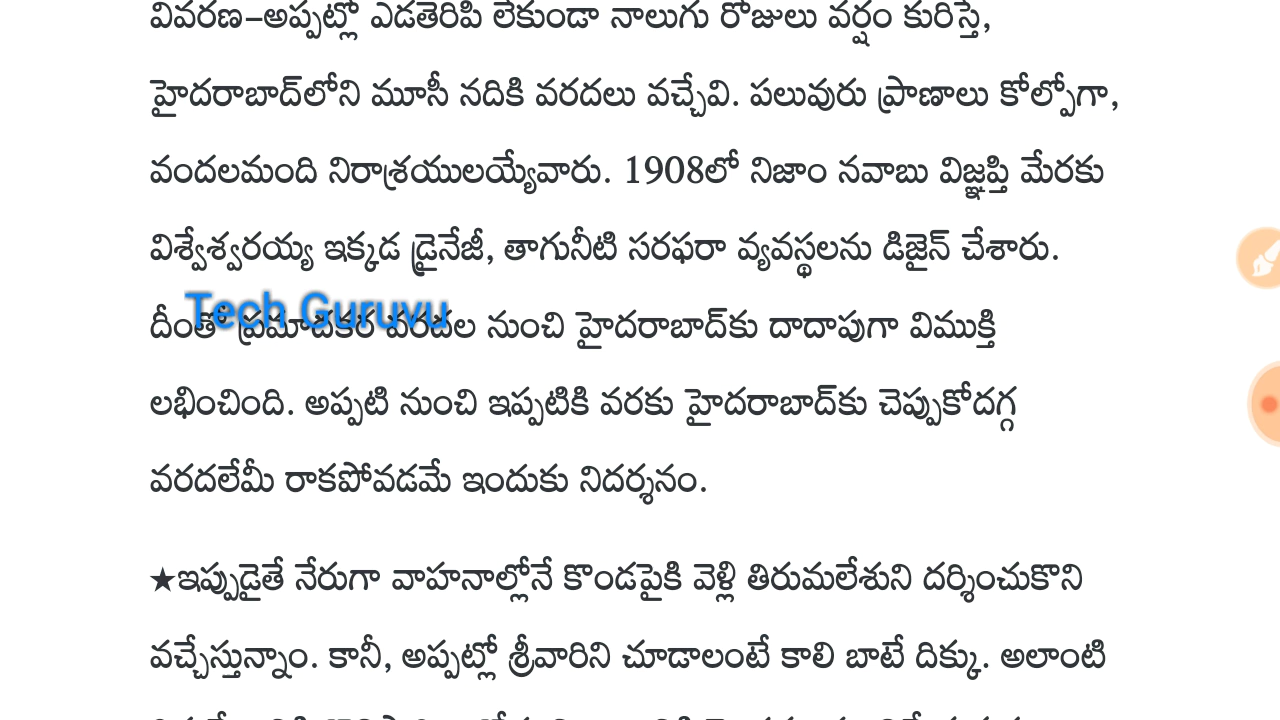 వివరణ–అప్పట్లో ఎడతెరిపి లేకుండా నాలుగు రోజులు వర్షం కురిస్తే,
హైదరాబాద్‌లోని మూసీ నదికి వరదలు వచ్చేవి. పలువురు ప్రాణాలు కోల్పోగా,
వందలమంది నిరాశ్రయులయ్యేవారు. 1908లో నిజాం నవాబు విజ్ఞప్తి మేరకు
విశ్వేశ్వరయ్య ఇక్కడ డ్రైనేజీ, తాగునీటి సరఫరా వ్యవస్థలను డిజైన్ చేశారు.
Tech Guruvu
దీంతో ప్రమాదకర వరదల నుంచి హైదరాబాద్‌కు దాదాపుగా విముక్తి
లభించింది. అప్పటి నుంచి ఇప్పటికి వరకు హైదరాబాద్‌కు చెప్పుకోదగ్గ
వరదలేమీ రాకపోవడమే ఇందుకు నిదర్శనం.
★ఇప్పుడైతే నేరుగా వాహనాల్లోనే కొండపైకి వెళ్లి తిరుమలేశుని దర్శించుకొని
వచ్చేస్తున్నాం. కానీ, అప్పట్లో శ్రీవారిని చూడాలంటే కాలి బాటే దిక్కు. అలాంటి